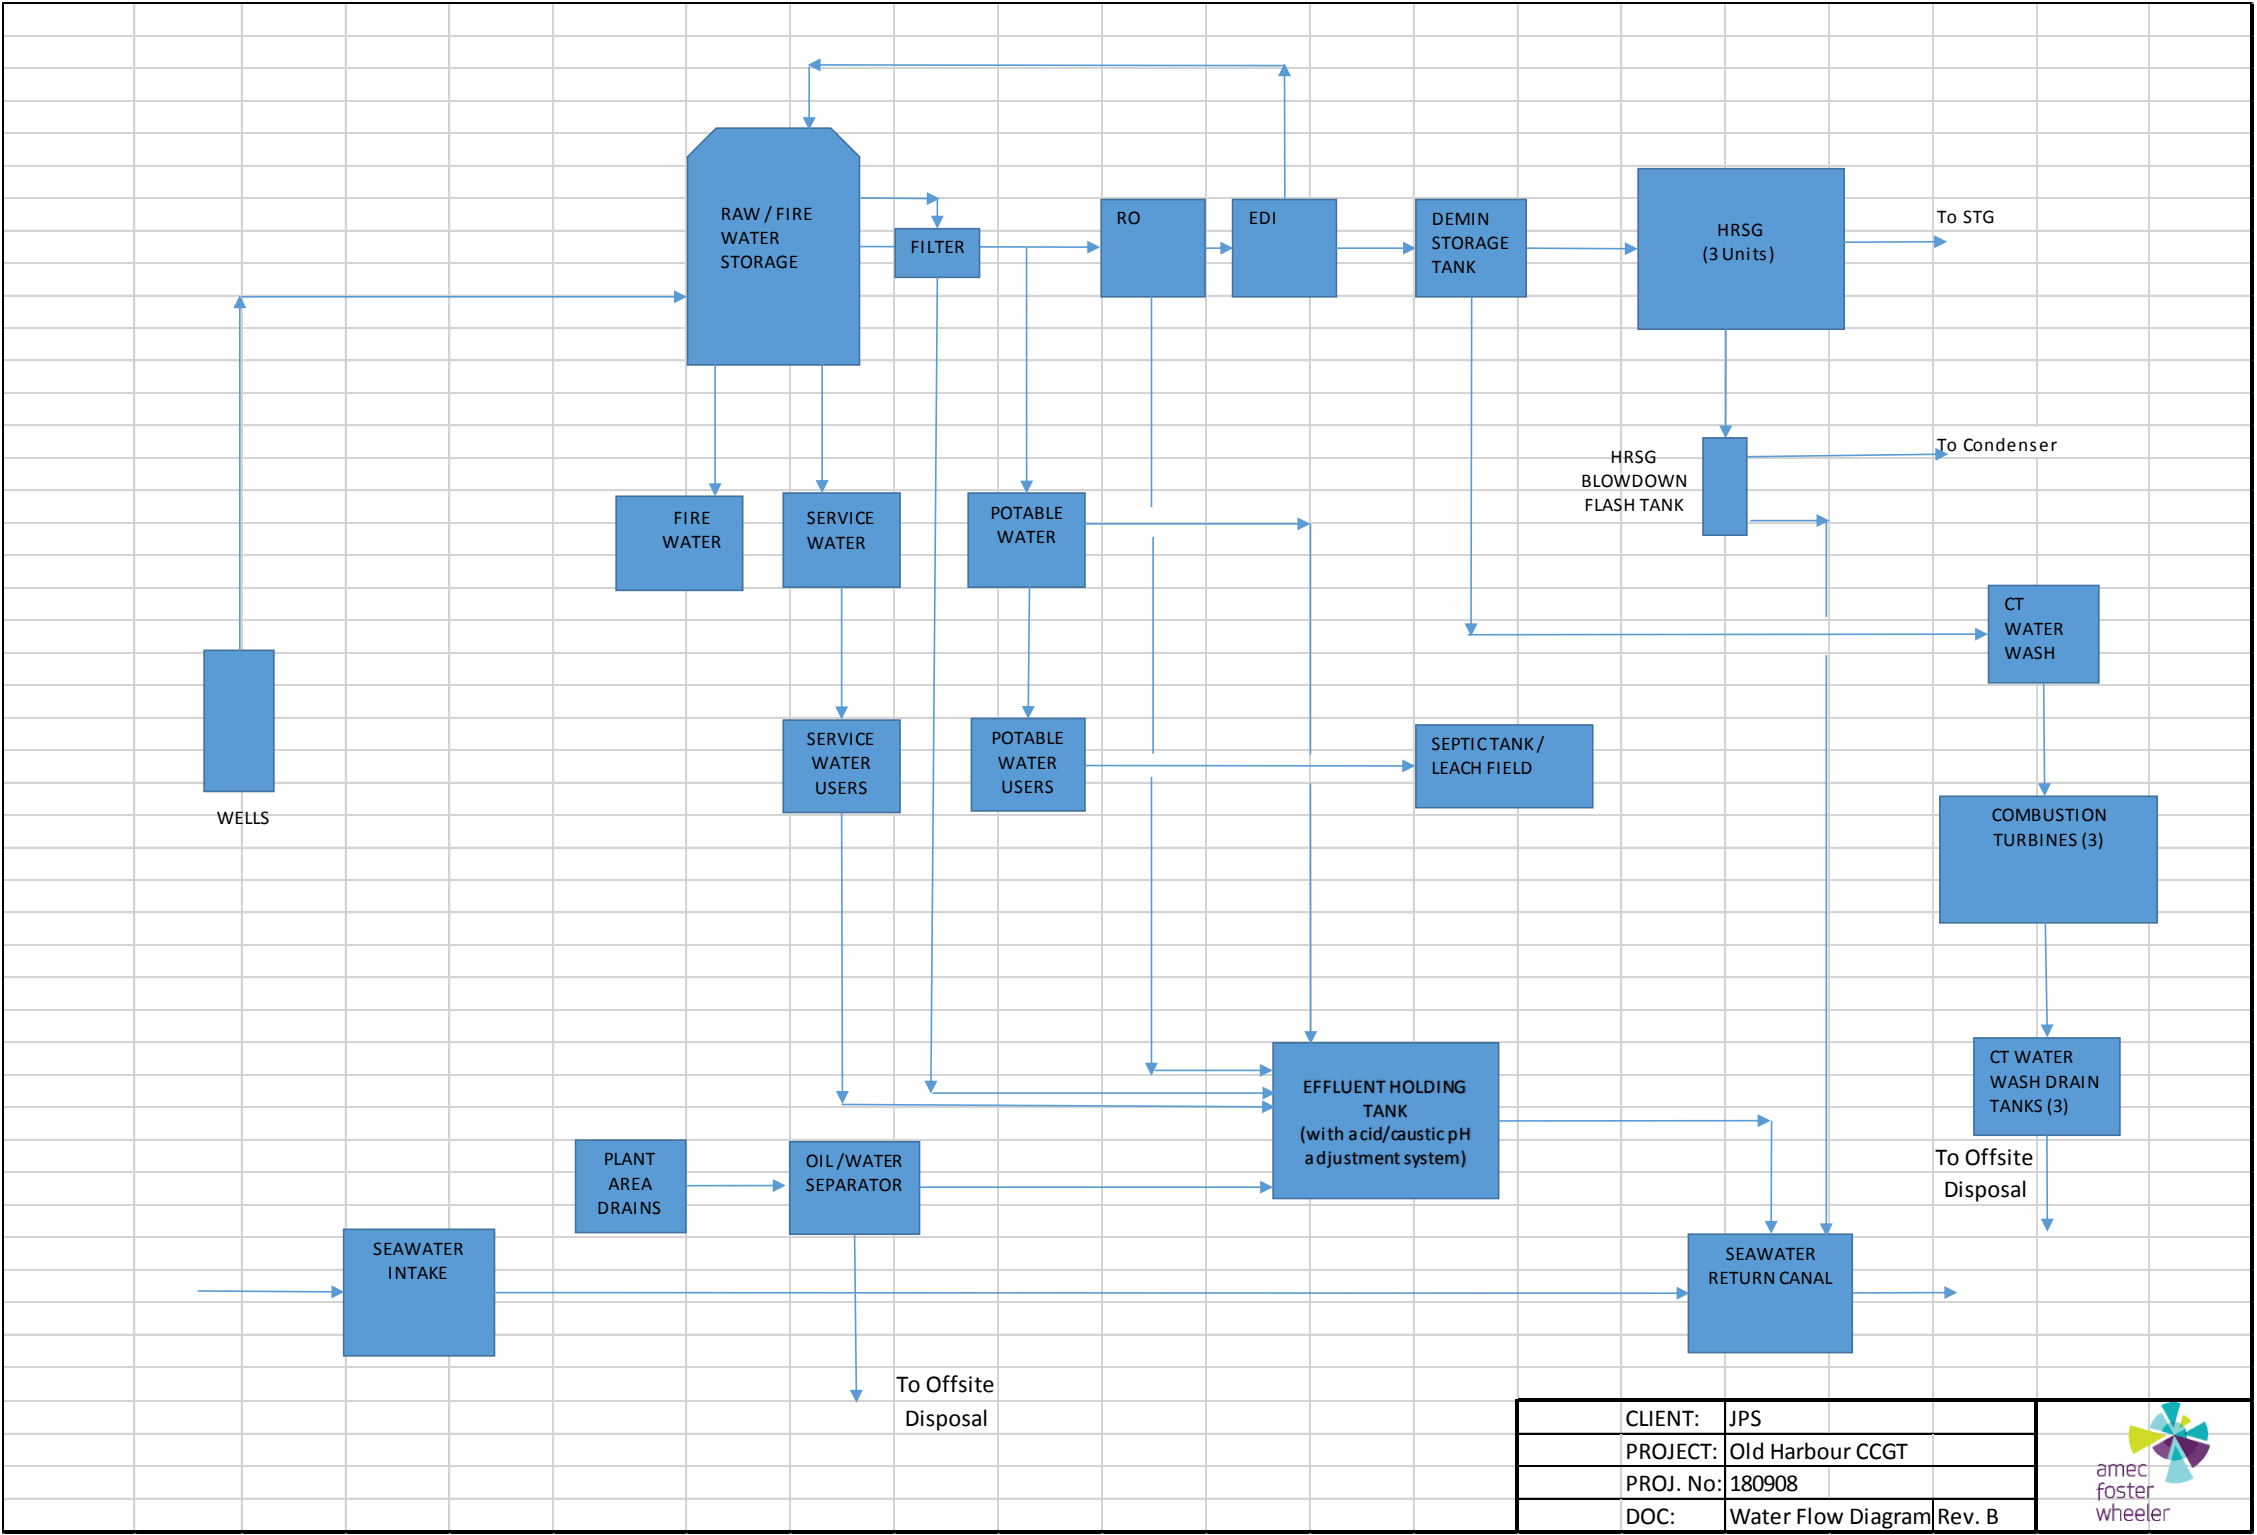 RAW / FIRE
WATER
STORAGE
FILTER
RO
EDI
DEMIN
STORAGE
TANK
HRSG
(3 Units)
To STG
HRSG
BLOWDOWN
FLASH TANK
To Condenser
FIRE
WATER
SERVICE
WATER
POTABLE
WATER
CT
WATER
WASH
WELLS
SERVICE
WATER
USERS
POTABLE
WATER
USERS
SEPTIC TANK /
LEACH FIELD
COMBUSTION
TURBINES (3)
EFFLUENT HOLDING
TANK
(with acid/caustic pH
adjustment system)
CT WATER
WASH DRAIN
TANKS (3)
To Offsite
Disposal
PLANT
AREA
DRAINS
OIL /WATER
SEPARATOR
SEAWATER
INTAKE
SEAWATER
RETURN CANAL
To Offsite
Disposal
CLIENT: JPS
PROJECT: Old Harbour CCGT
PROJ. No: 180908
DOC: Water Flow Diagram Rev. B
amec
foster
wheeler